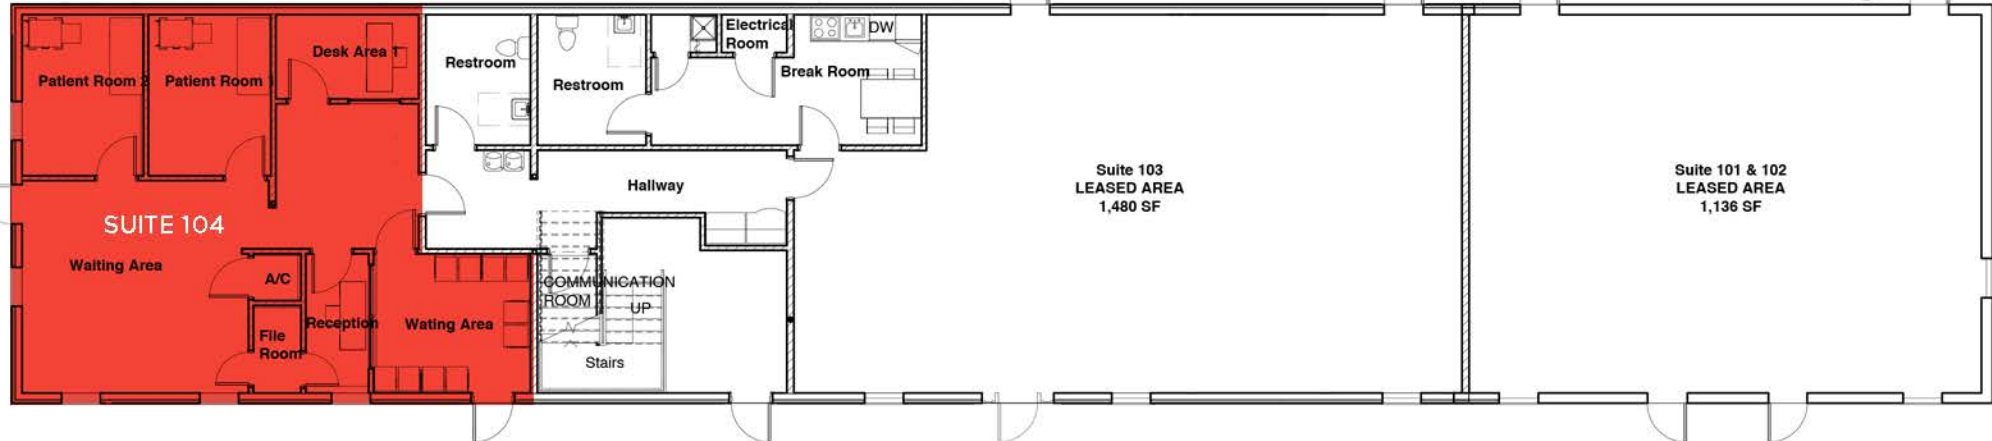 Patient Room 2
Patient Room 1
Desk Area 1
Restroom
Restroom
Electrical
Room
DW
Break Room
Hallway
SUITE 104
Waiting Area
A/C
File
Room
Reception
Wating Area
COMMUNICATION
ROOM
UP
Stairs
Suite 103
LEASED AREA
1,480 SF
Suite 101 & 102
LEASED AREA
1,136 SF